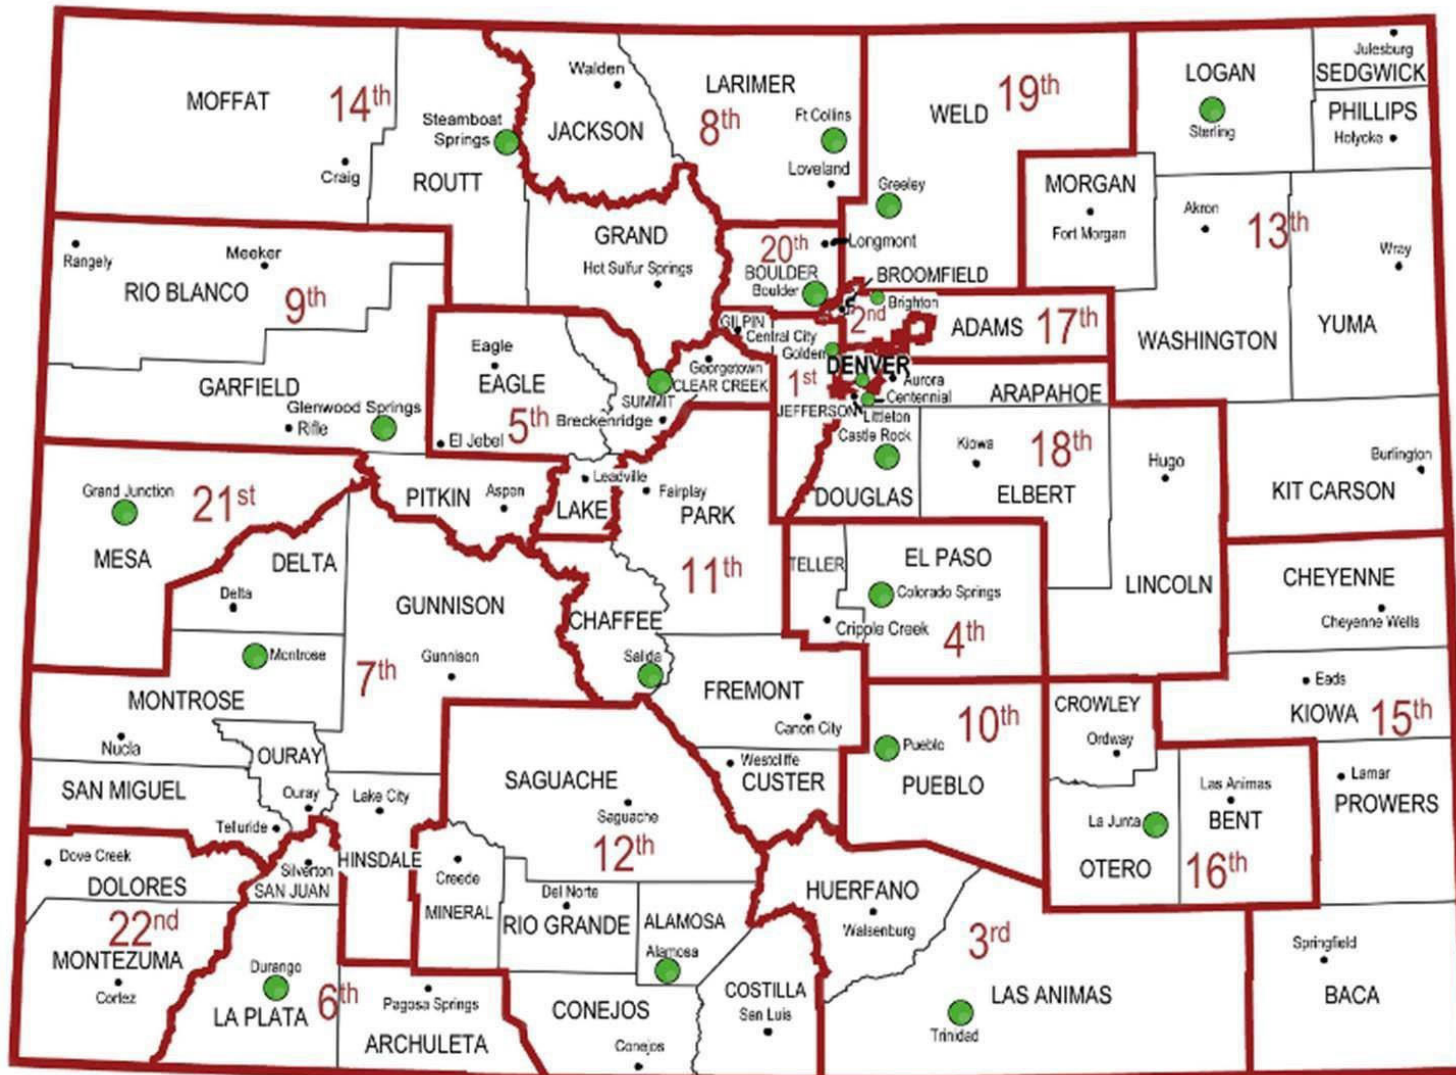 MOFFAT
14th
Craig
Steamboat
Springs
ROUTT
Walden
JACKSON
LARIMER
8th
Ft Collins
Loveland
WELD
19th
Greeley
LOGAN
Sterling
Julesburg
SEDGWICK
PHILLIPS
Holyoke
MORGAN
Fort Morgan
Akron
13th
WASHINGTON
Wray
YUMA
Rangely
Meeker
RIO BLANCO
9th
GARFIELD
Glenwood Springs
Rifle
GRAND
Hot Sulfur Springs
20th
Longmont
BOULDER
Boulder
BROOMFIELD
Brighton
2nd
ADAMS
17th
GILPIN
Central City
Golden
DENVER
1st
Aurora
Centennial
ARAPAHOE
JEFFERSON
Littleton
Castle Rock
DOUGLAS
Georgetown
CLEAR CREEK
Eagle
EAGLE
5th
El Jebel
SUMMIT
Breckenridge
Kiowa
18th
ELBERT
Hugo
LINCOLN
Burlington
KIT CARSON
Grand Junction
21st
MESA
PITKIN
Aspen
Leadville
LAKE
Fairplay
PARK
11th
DELTA
Delta
GUNNISON
Gunnison
7th
CHAFFEE
Salida
TELLER
EL PASO
Colorado Springs
Cripple Creek
4th
CHEYENNE
Cheyenne Wells
Eads
KIOWA
15th
Montrose
MONTROSE
Nucla
OURAY
Ouray
SAN MIGUEL
Telluride
Lake City
HINSDALE
FREMONT
Canon City
Westcliffe
CUSTER
10th
Pueblo
PUEBLO
CROWLEY
Ordway
La Junta
OTERO
Las Animas
BENT
16th
Lamar
PROWERS
SAGUACHE
Saguache
12th
Dove Creek
DOLORES
22nd
MONTEZUMA
Cortez
Silverton
SAN JUAN
Durango
LA PLATA
6th
Pagosa Springs
ARCHULETA
Creede
MINERAL
Del Norte
RIO GRANDE
ALAMOSA
Alamosa
CONEJOS
Conejos
COSTILLA
San Luis
HUERFANO
Walsenburg
3rd
LAS ANIMAS
Trinidad
Springfield
BACA